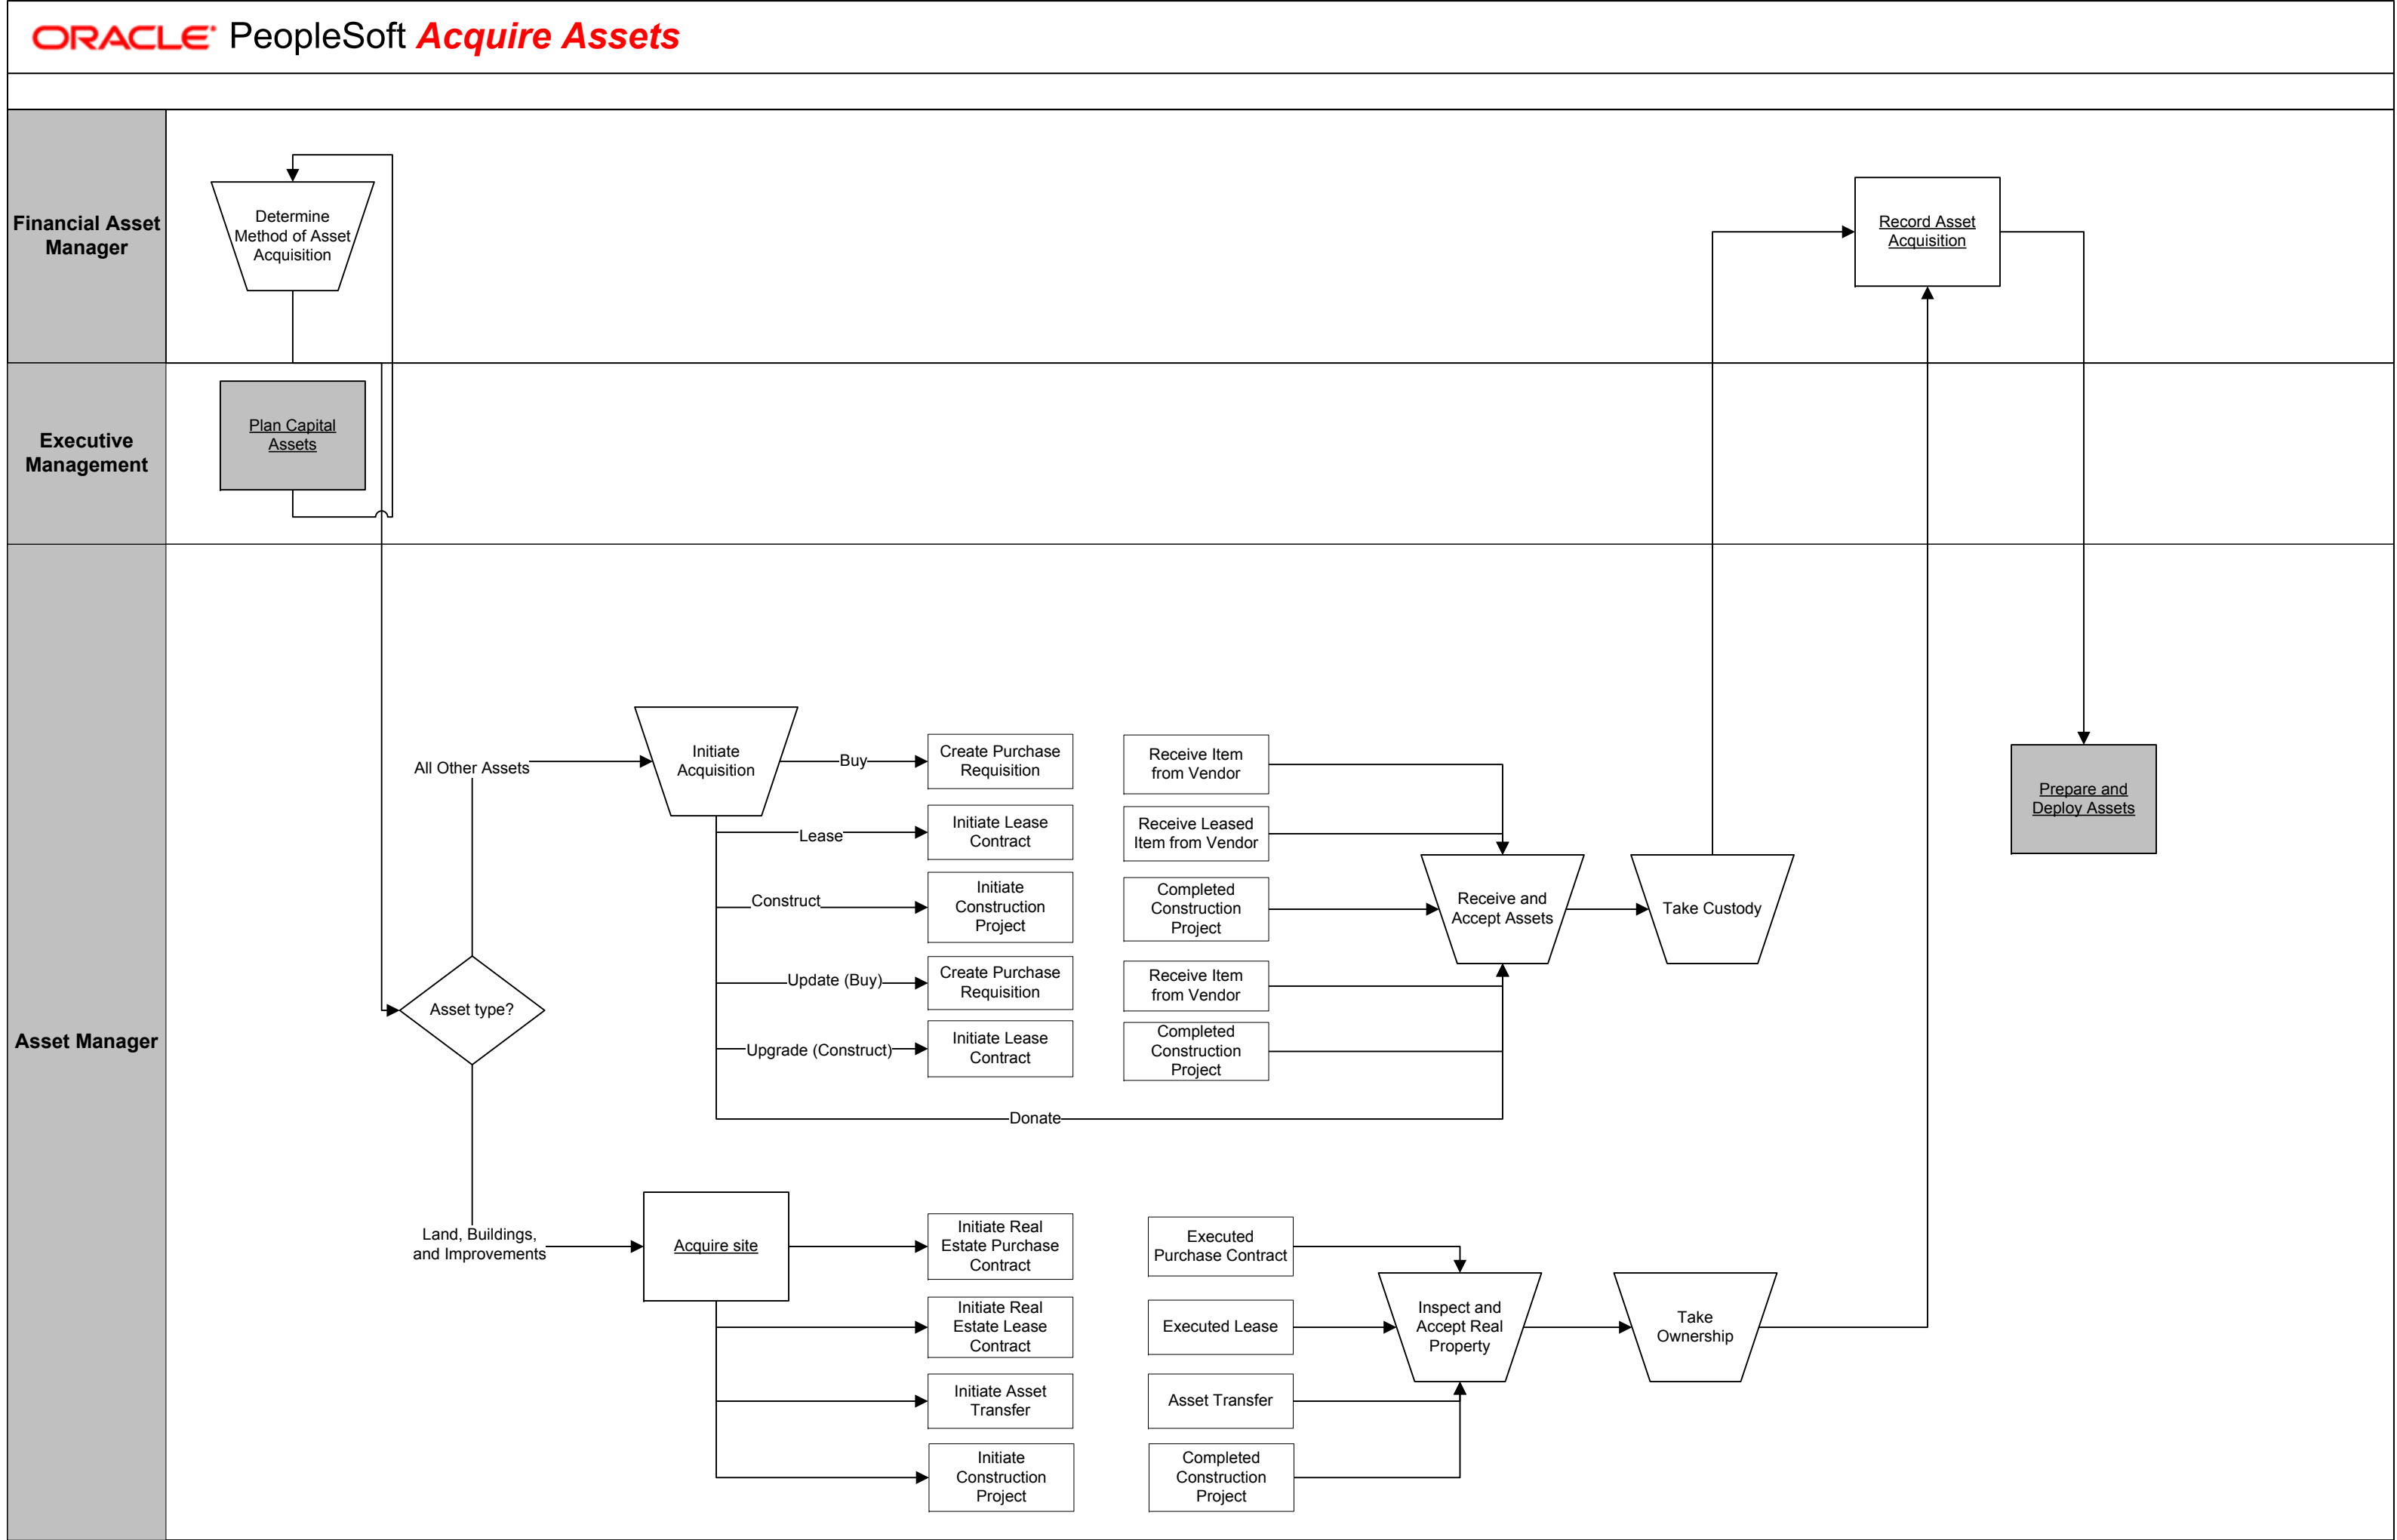 ORACLE PeopleSoft Acquire Assets
Financial Asset
Manager
Determine
Method of Asset
Acquisition
Record Asset
Acquisition
Executive
Management
Plan Capital
Assets
Asset Manager
All Other Assets
Initiate
Acquisition
Buy
Create Purchase
Requisition
Receive Item
from Vendor
Lease
Initiate Lease
Contract
Receive Leased
Item from Vendor
Construct
Initiate
Construction
Project
Completed
Construction
Project
Receive and
Accept Assets
Take Custody
Prepare and
Deploy Assets
Update (Buy)
Create Purchase
Requisition
Receive Item
from Vendor
Asset type?
Upgrade (Construct)
Initiate Lease
Contract
Completed
Construction
Project
Donate
Land, Buildings,
and Improvements
Acquire site
Initiate Real
Estate Purchase
Contract
Executed
Purchase Contract
Initiate Real
Estate Lease
Contract
Executed Lease
Inspect and
Accept Real
Property
Take
Ownership
Initiate Asset
Transfer
Asset Transfer
Initiate
Construction
Project
Completed
Construction
Project